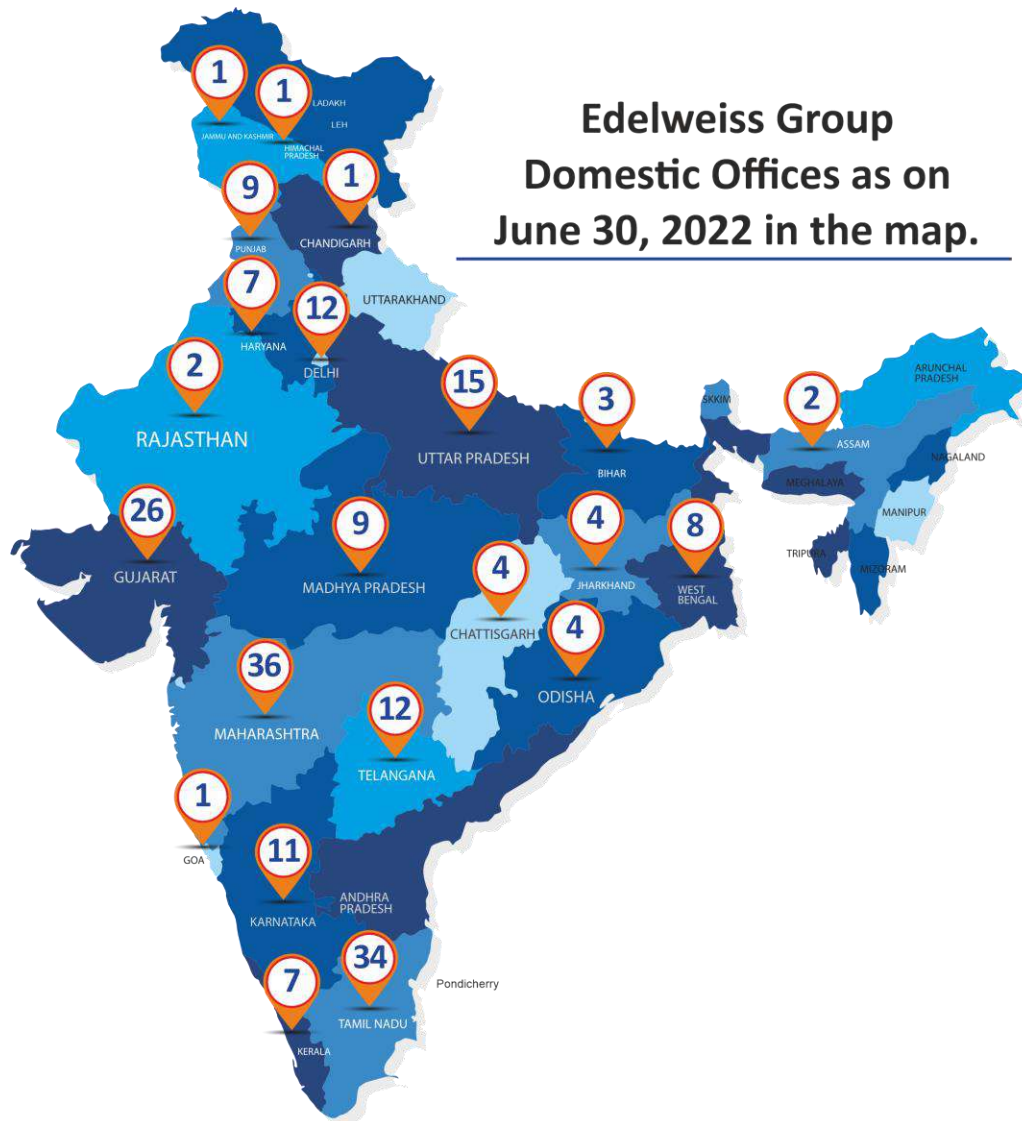 Edelweiss Group
Domestic Offices as on
June 30, 2022 in the map.
1
1
LADAKH
LEH
JAMMU AND KASHMIR
HIMACHAL
PRADESH
1
9
CHANDIGARH
PUNJAB
7
UTTARAKHAND
12
HARYANA
DELHI
2
RAJASTHAN
15
UTTAR PRADESH
3
BIHAR
SKKIM
2
ASSAM
ARUNCHAL
PRADESH
NAGALAND
MEGHALAYA
MANIPUR
TRIPURA
MIZORAM
26
GUJARAT
9
MADHYA PRADESH
4
JHARKHAND
8
WEST
BENGAL
4
CHATTISGARH
4
ODISHA
36
MAHARASHTRA
12
TELANGANA
1
GOA
11
KARNATAKA
ANDHRA
PRADESH
34
TAMIL NADU
Pondicherry
7
KERALA